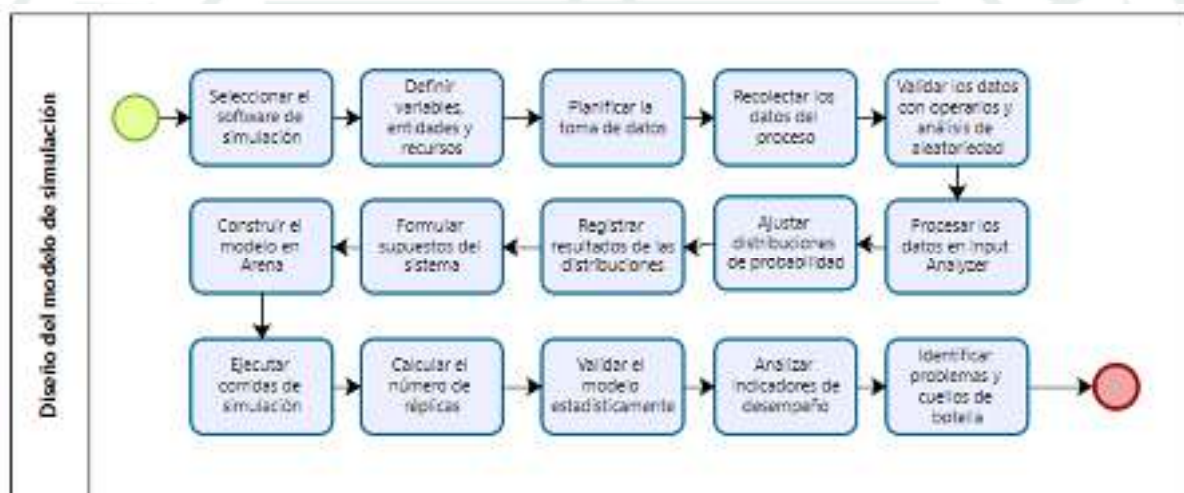 Diseño del modelo de simulación
Seleccionar el
software de
simulación
Definir
variables,
entidades y
recursos
Planificar la
toma de datos
Recolectar los
datos del
proceso
Validar los datos
con operarios y
análisis de
aleatoriedad
Procesar los
datos en Input
Analyzer
Ajustar
distribuciones
de probabilidad
Registrar
resultados de las
distribuciones
Formular
supuestos del
sistema
Construir el
modelo en
Arena
Ejecutar
corridas de
simulación
Calcular el
número de
réplicas
Validar el
modelo
estadísticamente
Analizar
indicadores de
desempeño
Identificar
problemas y
cuellos de
botella